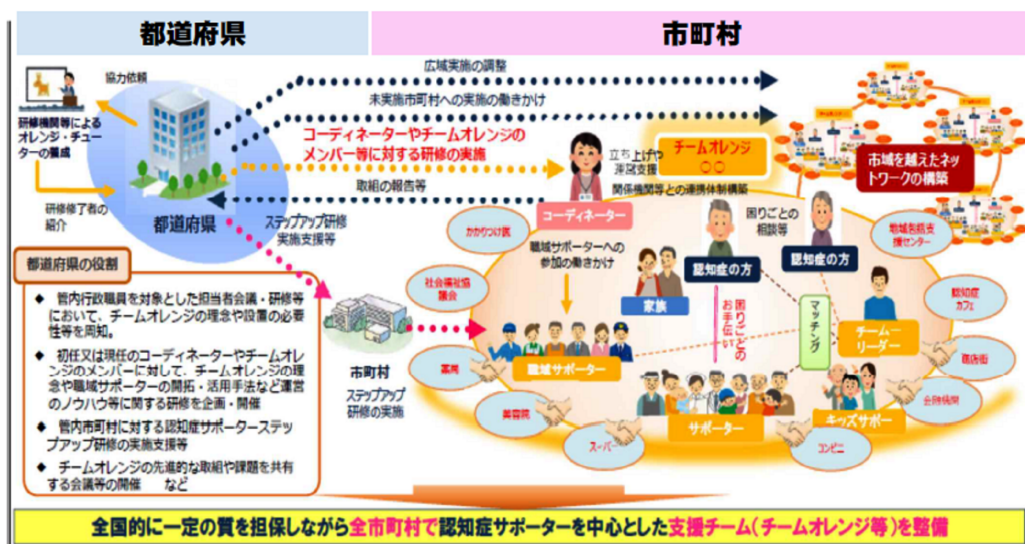 都道府県
市町村
協力依頼
研修機関等による
オレンジ・チュー
ターの養成
研修修了者の
紹介
都道府県
広域実施の調整
未実施市町村への実施の働きかけ
コーディネーターやチームオレンジの
メンバー等に対する研修の実施
取組の報告等
ステップアップ研修
実施支援等
立ち上げや
運営支援
チームオレンジ
○○
関係機関等との連携体制構築
市域を越えたネッ
トワークの構築
コーディネーター
職域サポーターへの
参加の働きかけ
困りごとの
相談等
認知症の方
認知症の方
家族
困りごとの
お手伝い
マッチング
チームー
リーダー
職域サポーター
サポーター
キッズサポー
かかりつけ医
社会福祉協
議会
薬局
美容院
スーパー
コンビニ
金融機関
商店街
認知症
カフェ
地域包括支
援センター
市町村
ステップアップ
研修の実施
都道府県の役割
◆ 管内行政職員を対象とした担当者会議・研修等
において、チームオレンジの理念や設置の必要
性等を周知。
◆ 初任又は現任のコーディネーターやチームオレ
ンジのメンバーに対して、チームオレンジの理
念や職域サポーターの開拓・活用手法など運営
のノウハウ等に関する研修を企画・開催
◆ 管内市町村に対する認知症サポーターステッ
プアップ研修の実施支援等
◆ チームオレンジの先進的な取組や課題を共有
する会議等の開催 など
全国的に一定の質を担保しながら全市町村で認知症サポーターを中心とした支援チーム(チームオレンジ等)を整備